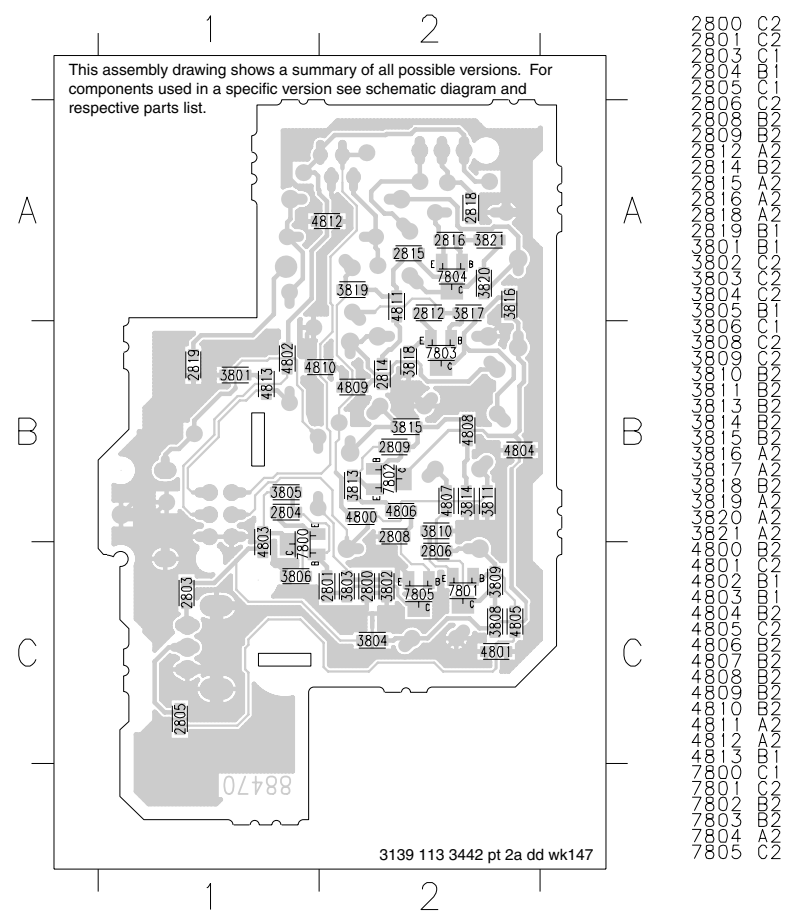 1 2
This assembly drawing shows a summary of all possible versions. For
components used in a specific version see schematic diagram and
respective parts list.
A A
2818
4812
2816 3821
2815
E B
7804
C
3820
3819
4811
3816
2812 3817
E B
7803
C
2819
4802
3801
4813
4810
2814
3818
4809
B B
3815
4808
2809
4804
B
7802
C
E
3813
3805
2804
4807
3814
3811
4806
4800
4803
E
7800
C
B
3810
2808
2806
3806
2803
2801
3803
2800
3802
E B
7805
C
E B
7801
C
3809
3808
4805
3804
4801
C C
2805
88470
3139 113 3442 pt 2a dd wk147
1 2
2800 C2
2801 C2
2803 C1
2804 B1
2805 C1
2806 C2
2808 B2
2809 B2
2812 A2
2814 B2
2815 A2
2816 A2
2818 A2
2819 B1
3801 B1
3802 C2
3803 C2
3804 C2
3805 B1
3806 C1
3808 C2
3809 C2
3810 B2
3811 B2
3813 B2
3814 B2
3815 B2
3816 A2
3817 A2
3818 B2
3819 A2
3820 A2
3821 A2
4800 B2
4801 C2
4802 B1
4803 B1
4804 B2
4805 C2
4806 B2
4807 B2
4808 B2
4809 B2
4810 B2
4811 A2
4812 A2
4813 B1
7800 C1
7801 C2
7802 B2
7803 B2
7804 A2
7805 C2